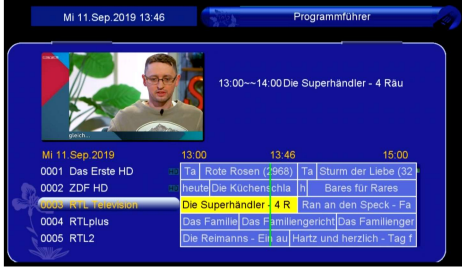 Mi 11.Sep.2019 13:46
Programmführer
13:00~~14:00 Die Superhändler - 4 Räu
gleich...
Mi 11.Sep.2019 13:00 13:46 15:00
0001 Das Erste HD Ta Rote Rosen (2968) Ta Sturm der Liebe (32
0002 ZDF HD heute Die Küchenschla h Bares für Rares
0003 RTL Television Die Superhändler - 4 R Ran an den Speck - Fa
0004 RTLplus Das Familie Das Familiengericht Das Familienger
0005 RTL2 Die Reimanns - Ein au Hartz und herzlich - Tag f